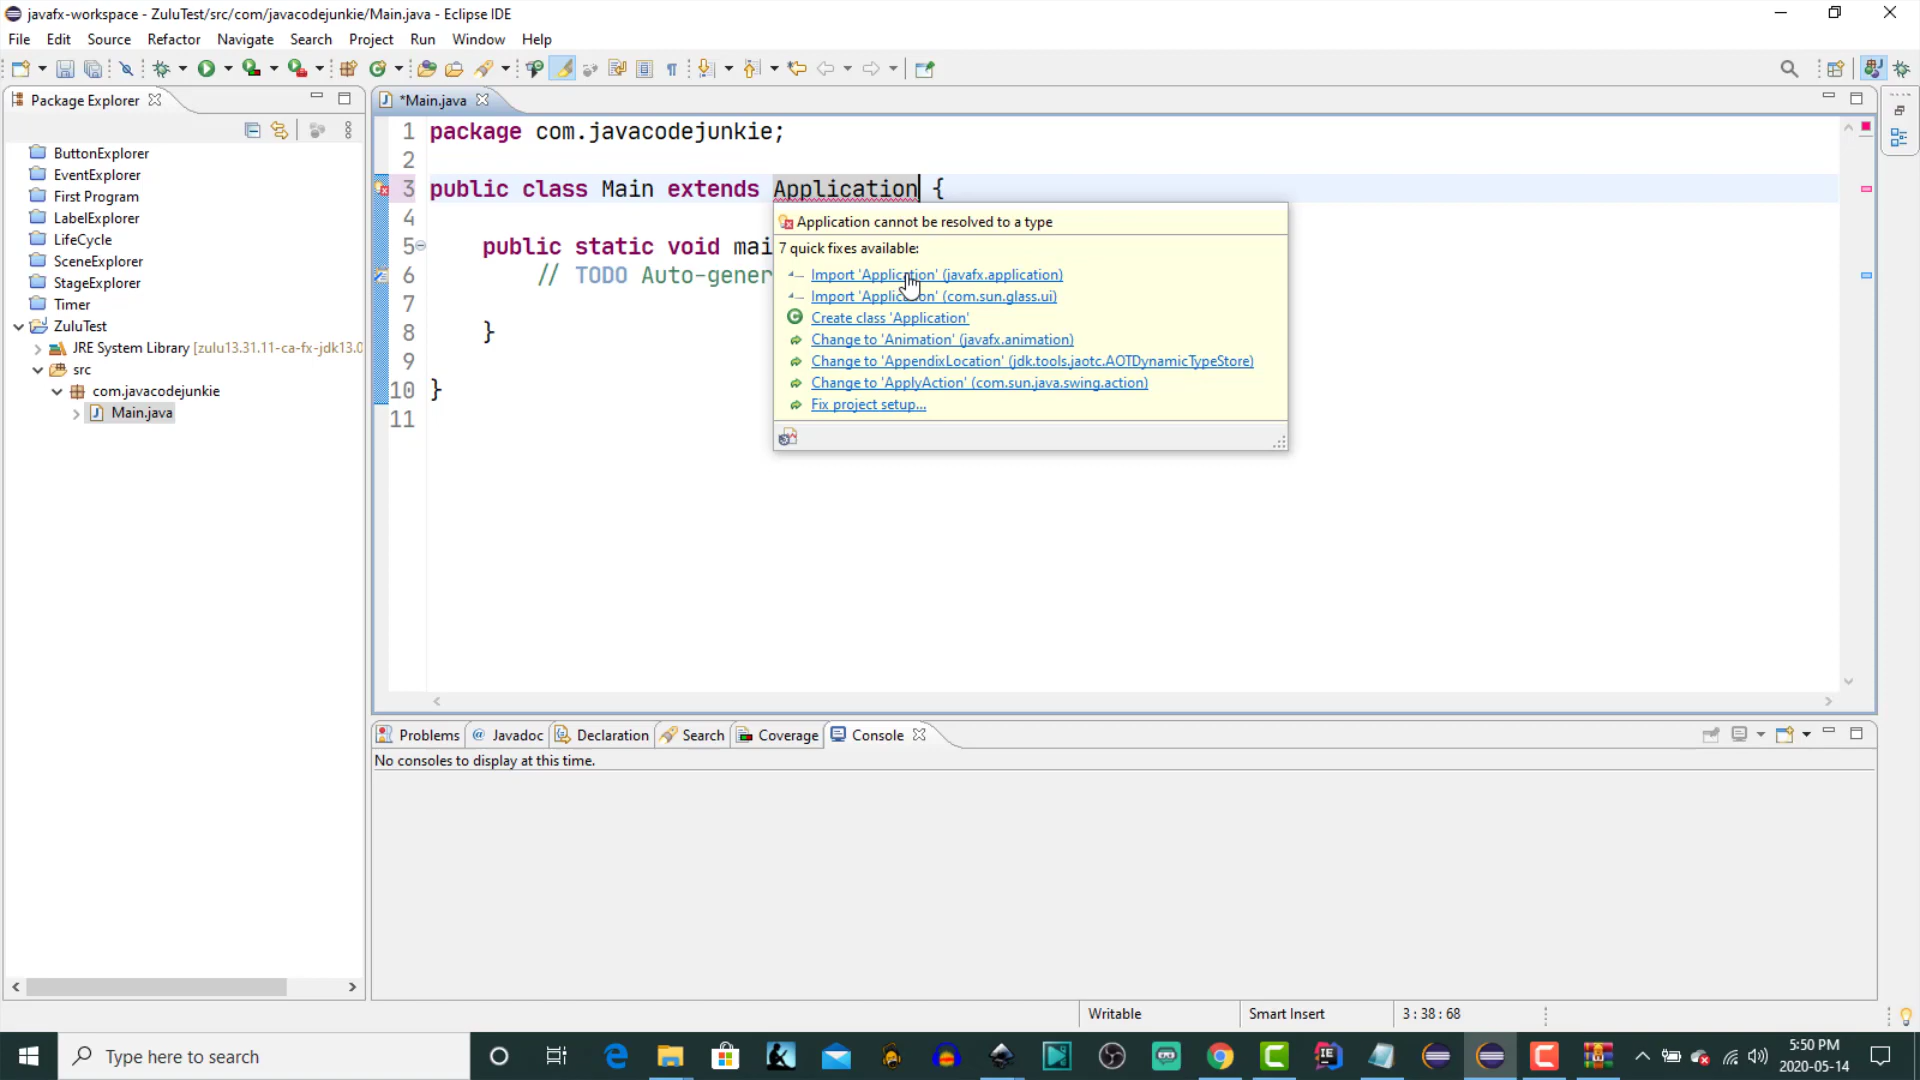 javafx-workspace - ZuluTest/src/com/javacodejunkie/Main.java - Eclipse IDE
File Edit Source Refactor Navigate Search Project Run Window Help
Package Explorer
*Main.java
ButtonExplorer
EventExplorer
First Program
LabelExplorer
LifeCycle
SceneExplorer
StageExplorer
Timer
ZuluTest
JRE System Library [zulu13.31.11-ca-fx-jdk13.0
src
com.javacodejunkie
Main.java
1 package com.javacodejunkie;
2
3 public class Main extends Application {
4
5 public static void mai
6 // TODO Auto-gener
7
8 }
9
10 }
11
Application cannot be resolved to a type
7 quick fixes available:
Import 'Application' (javafx.application)
Import 'Application' (com.sun.glass.ui)
Create class 'Application'
Change to 'Animation' (javafx.animation)
Change to 'AppendixLocation' (jdk.tools.jaotc.AOTDynamicTypeStore)
Change to 'ApplyAction' (com.sun.java.swing.action)
Fix project setup...
Problems @ Javadoc Declaration Search Coverage Console
No consoles to display at this time.
Writable Smart Insert 3 : 38 : 68
Type here to search
5:50 PM
2020-05-14